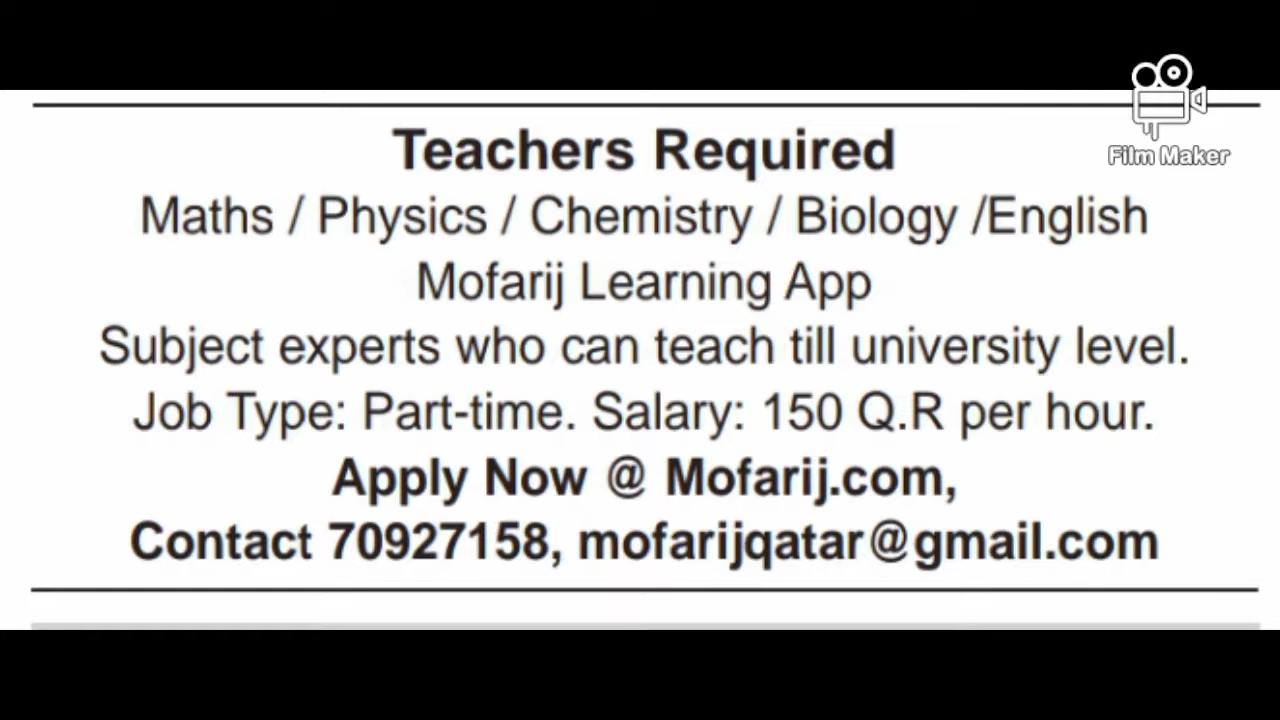 Film Maker
Teachers Required
Maths / Physics / Chemistry / Biology /English
Mofarij Learning App
Subject experts who can teach till university level.
Job Type: Part-time. Salary: 150 Q.R per hour.
Apply Now @ Mofarij.com,
Contact 70927158, mofarijqatar@gmail.com